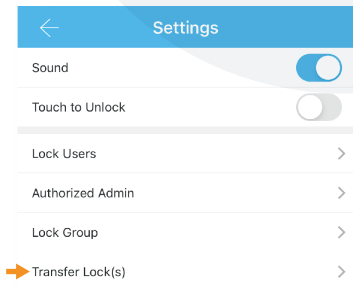 Settings
Sound
Touch to Unlock
Lock Users
Authorized Admin
Lock Group
Transfer Lock(s)